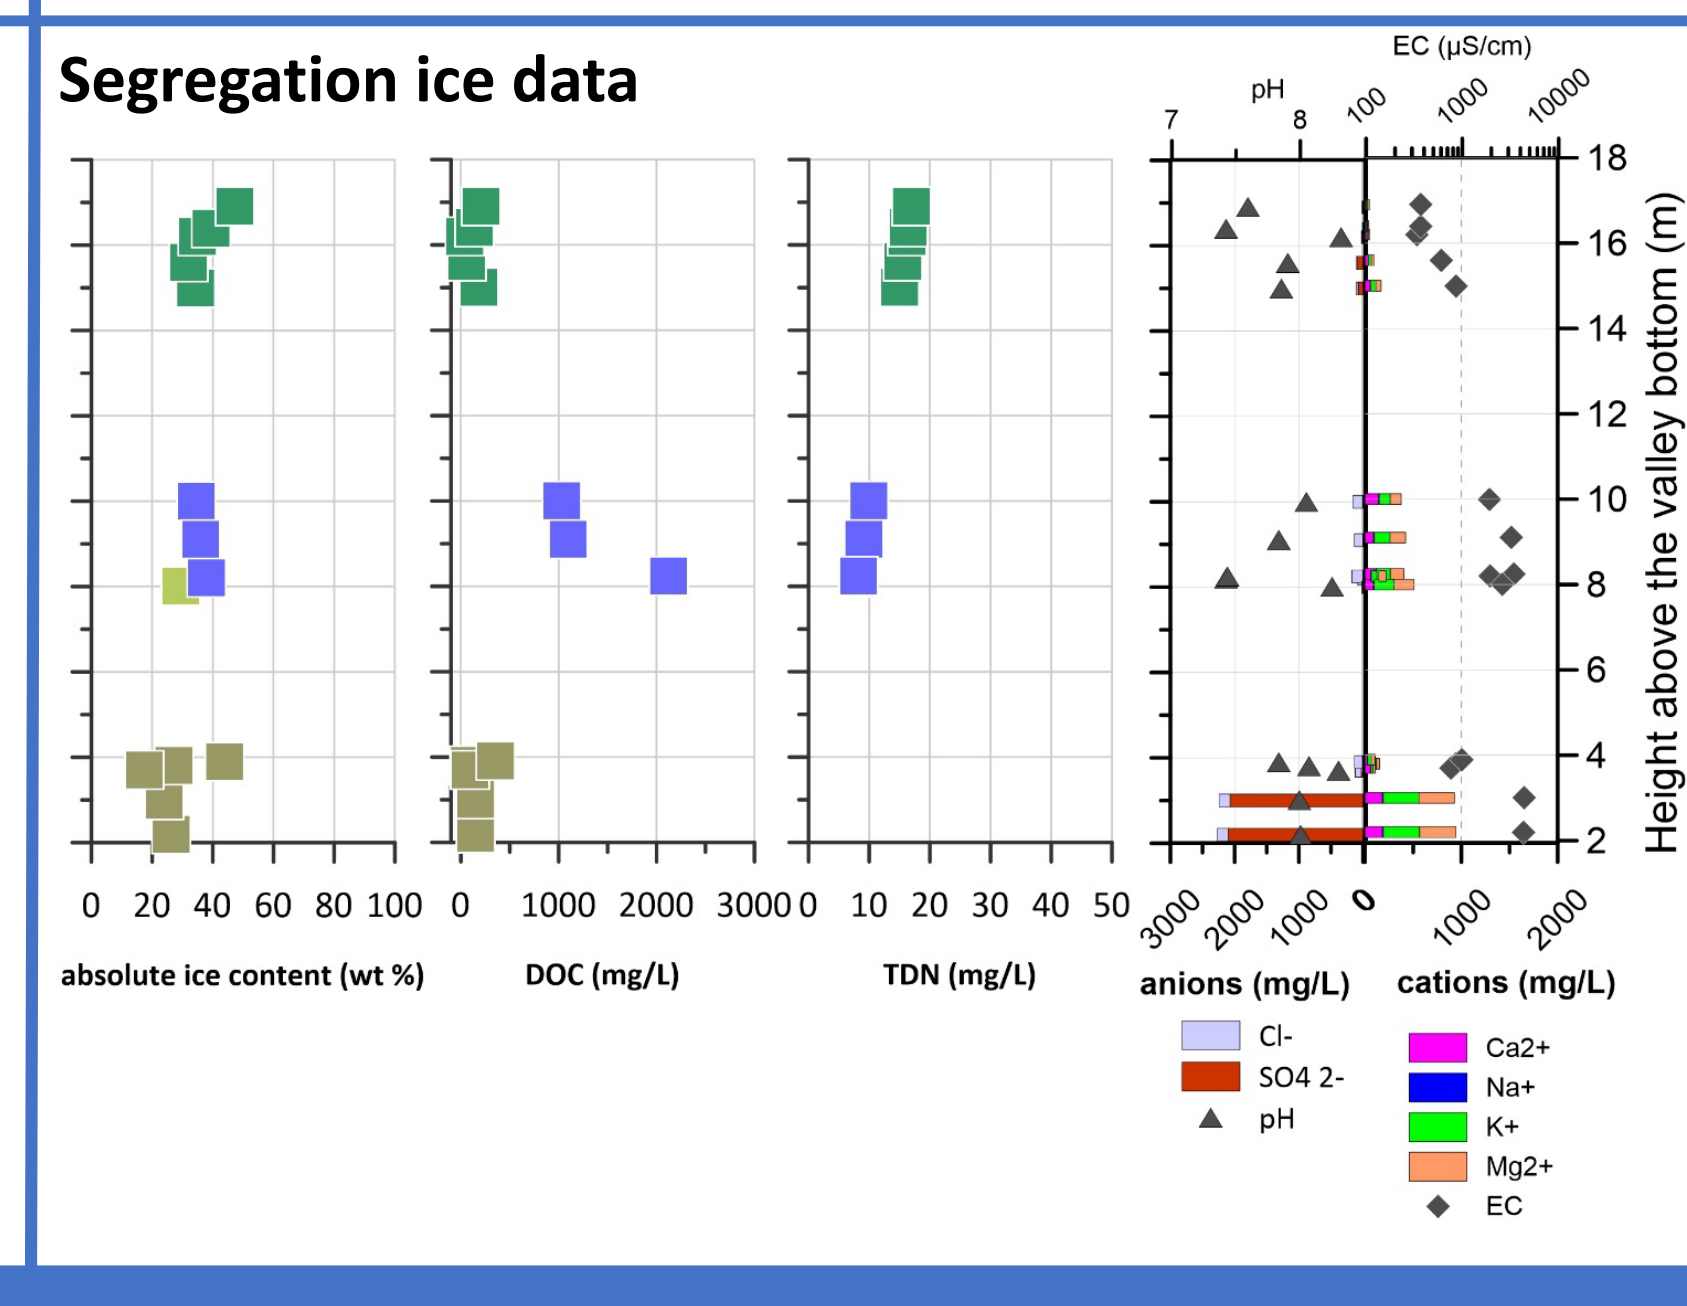 Segregation ice data
EC (µS/cm)
pH
100
1000
10000
7
8
18
16
14
12
10
8
6
4
2
Height above the valley bottom (m)
0 20 40 60 80 100
0 1000 2000 3000
0 10 20 30 40 50
3000 2000 1000 0 1000 2000
absolute ice content (wt %)
DOC (mg/L)
TDN (mg/L)
anions (mg/L)
cations (mg/L)
Cl-
SO4 2-
pH
Ca2+
Na+
K+
Mg2+
EC